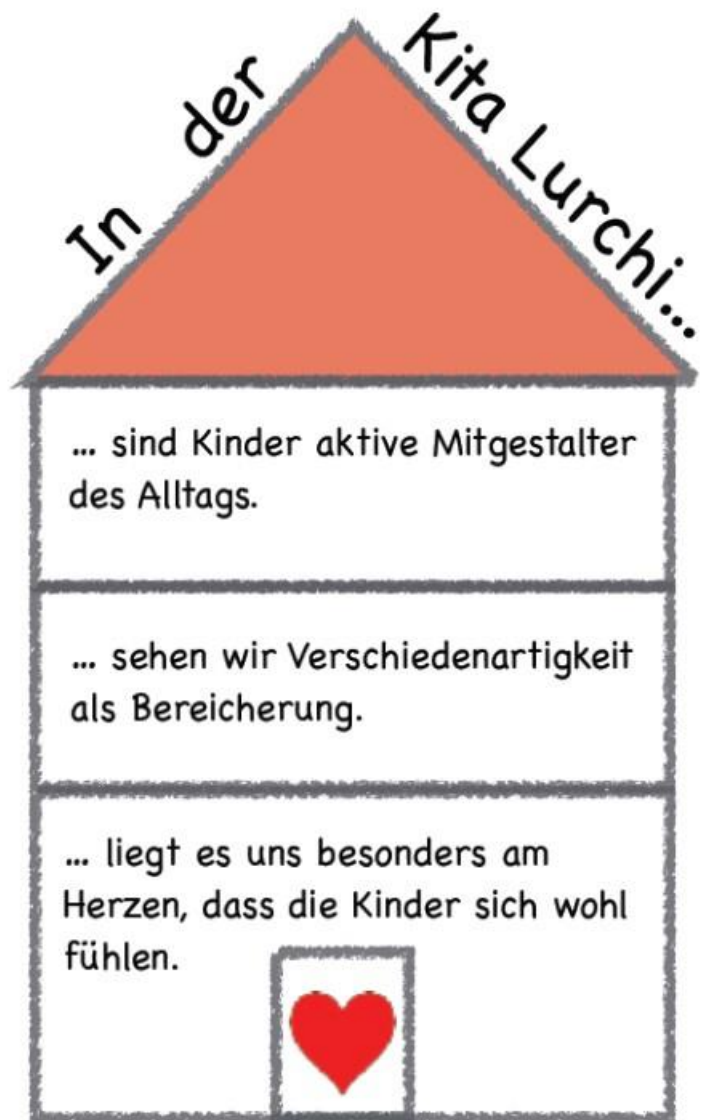 In der Kita Lurchi...
... sind Kinder aktive Mitgestalter
des Alltags.
... sehen wir Verschiedenartigkeit
als Bereicherung.
... liegt es uns besonders am
Herzen, dass die Kinder sich wohl
fühlen.